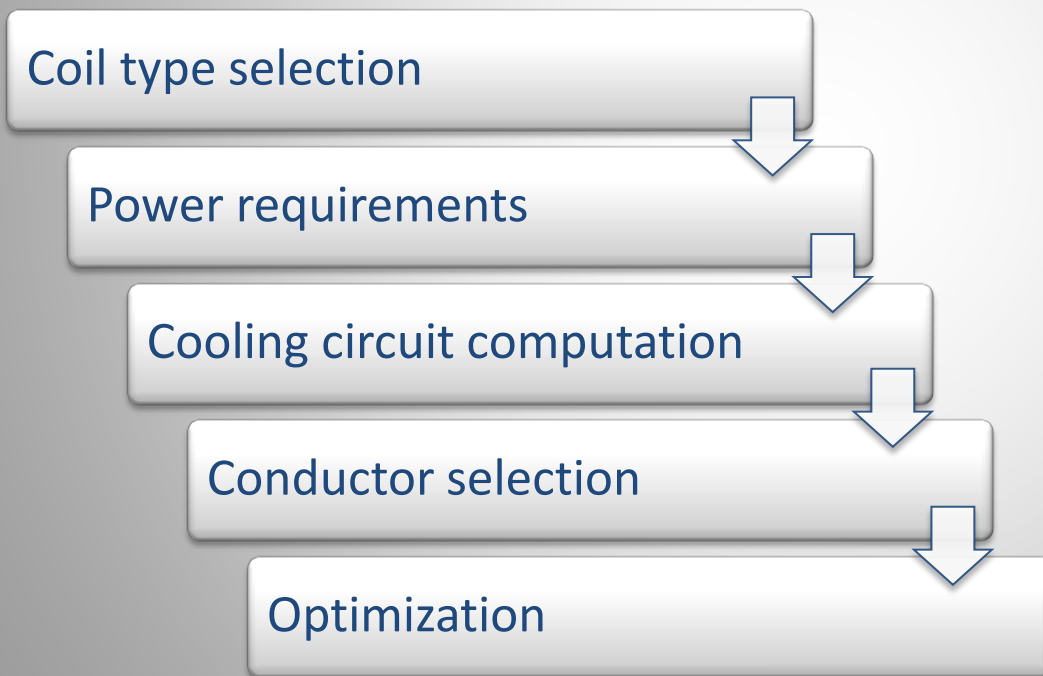 Coil type selection
Power requirements
Cooling circuit computation
Conductor selection
Optimization